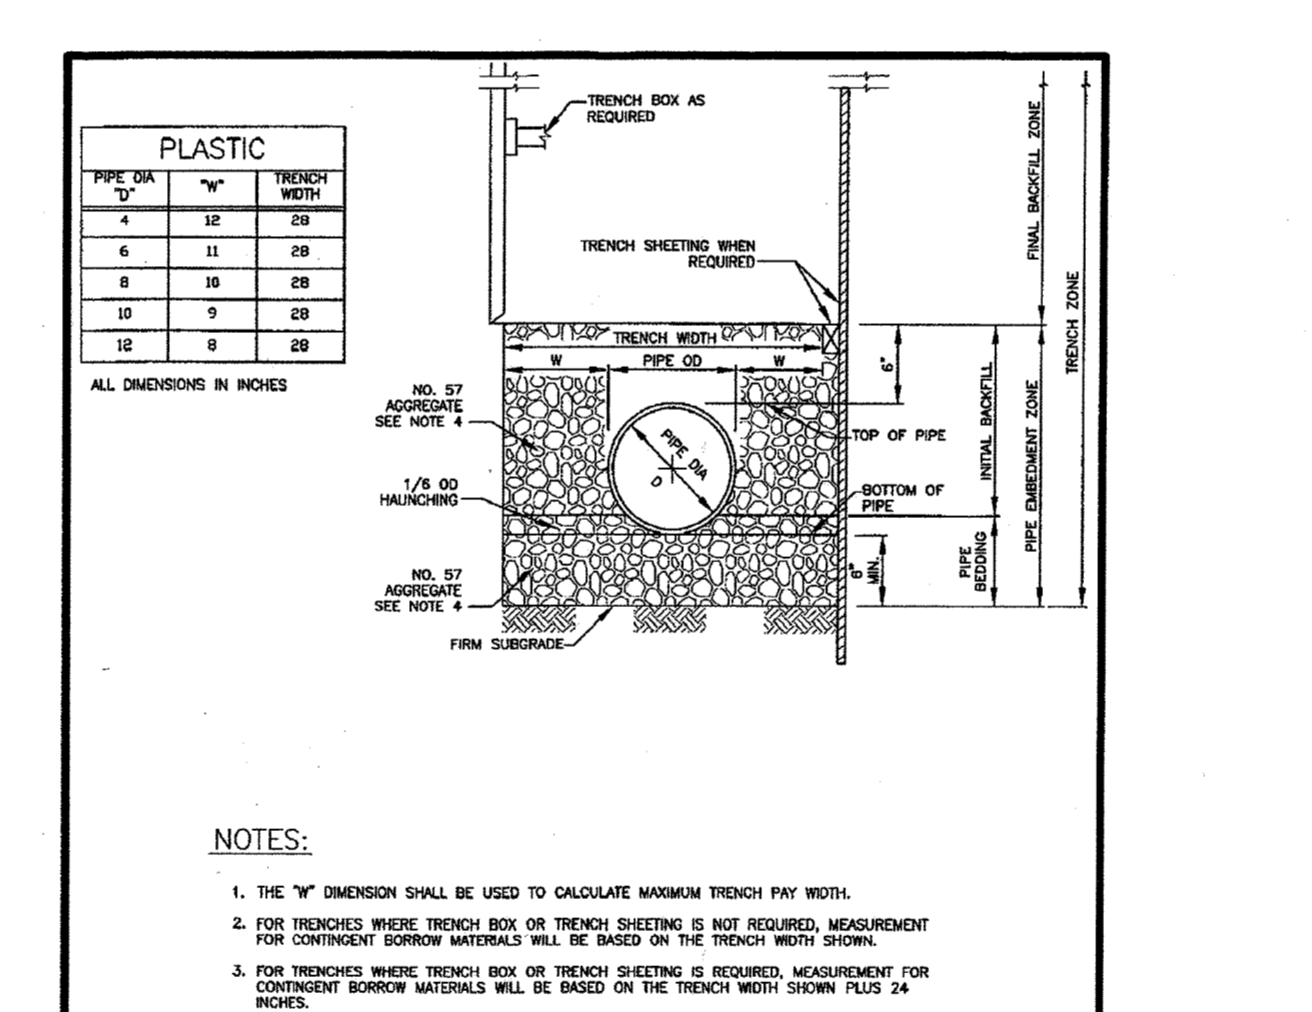 PLASTIC
PIPE DIA "D" "W" TRENCH WIDTH
4 12 28
6 11 28
8 10 28
10 9 28
12 8 28
ALL DIMENSIONS IN INCHES
TRENCH BOX AS
REQUIRED
TRENCH SHEETING WHEN
REQUIRED
TRENCH WIDTH
W PIPE OD W
6"
NO. 57
AGGREGATE
SEE NOTE 4
TOP OF PIPE
PIPE DIA
D
1/6 OD
HAUNCHING
BOTTOM OF
PIPE
6"
MIN.
NO. 57
AGGREGATE
SEE NOTE 4
FIRM SUBGRADE
INITIAL BACKFILL
PIPE
BEDDING
FINAL BACKFILL ZONE
PIPE EMBEDMENT ZONE
TRENCH ZONE
NOTES:
1. THE "W" DIMENSION SHALL BE USED TO CALCULATE MAXIMUM TRENCH PAY WIDTH.
2. FOR TRENCHES WHERE TRENCH BOX OR TRENCH SHEETING IS NOT REQUIRED, MEASUREMENT
FOR CONTINGENT BORROW MATERIALS WILL BE BASED ON THE TRENCH WIDTH SHOWN.
3. FOR TRENCHES WHERE TRENCH BOX OR TRENCH SHEETING IS REQUIRED, MEASUREMENT FOR
CONTINGENT BORROW MATERIALS WILL BE BASED ON THE TRENCH WIDTH SHOWN PLUS 24
INCHES.